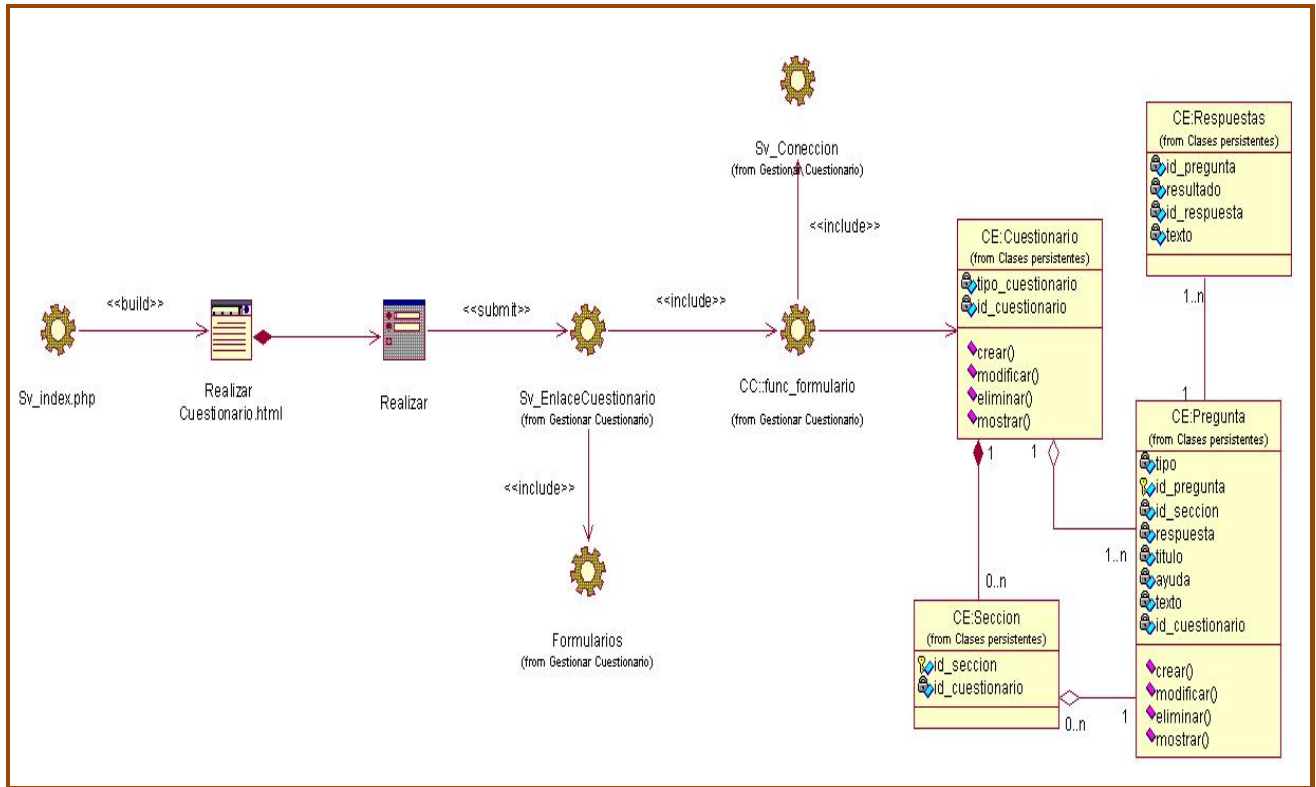 Sv_index.php
<<build>>
Realizar
Cuestionario.html
Realizar
<<submit>>
Sv_EnlaceCuestionario
(from Gestionar Cuestionario)
<<include>>
Formularios
(from Gestionar Cuestionario)
<<include>>
CC::func_formulario
(from Gestionar Cuestionario)
<<include>>
Sv_Coneccion
(from Gestionar Cuestionario)
CE:Cuestionario
(from Clases persistentes)
tipo_cuestionario
id_cuestionario
crear()
modificar()
eliminar()
mostrar()
1
1
0..n
1..n
CE:Seccion
(from Clases persistentes)
id_seccion
id_cuestionario
0..n
1
CE:Respuestas
(from Clases persistentes)
id_pregunta
resultado
id_respuesta
texto
1..n
1
CE:Pregunta
(from Clases persistentes)
tipo
id_pregunta
id_seccion
respuesta
titulo
ayuda
texto
id_cuestionario
crear()
modificar()
eliminar()
mostrar()